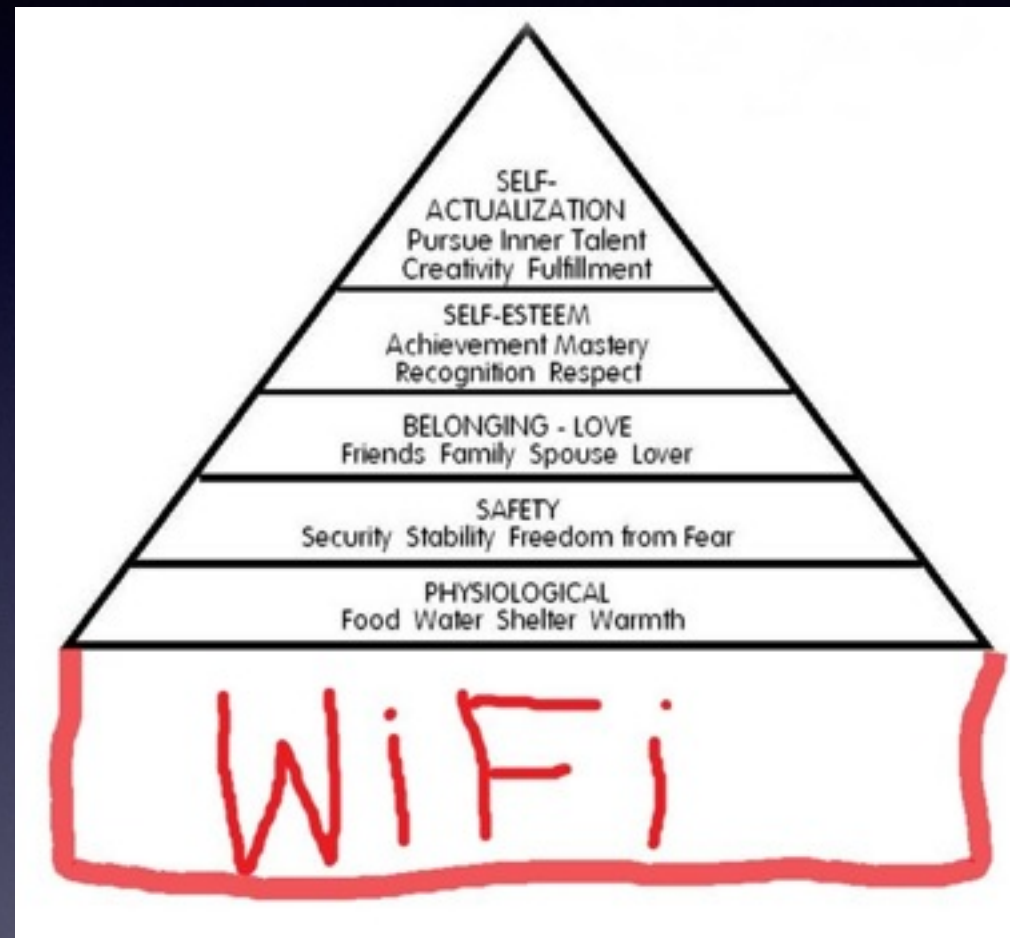 SELF-
ACTUALIZATION
Pursue Inner Talent
Creativity Fulfillment
SELF-ESTEEM
Achievement Mastery
Recognition Respect
BELONGING - LOVE
Friends Family Spouse Lover
SAFETY
Security Stability Freedom from Fear
PHYSIOLOGICAL
Food Water Shelter Warmth
WiFi